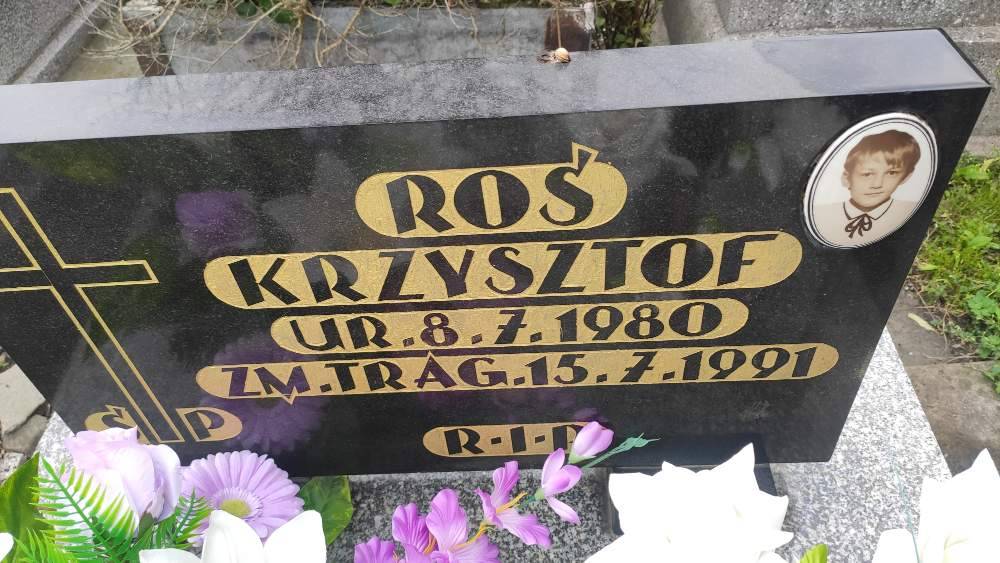 ROŚ
KRZYSZTOF
UR. 8. 7. 1980
ZM. TRAG. 15. 7. 1991
Ś P
R-I-P